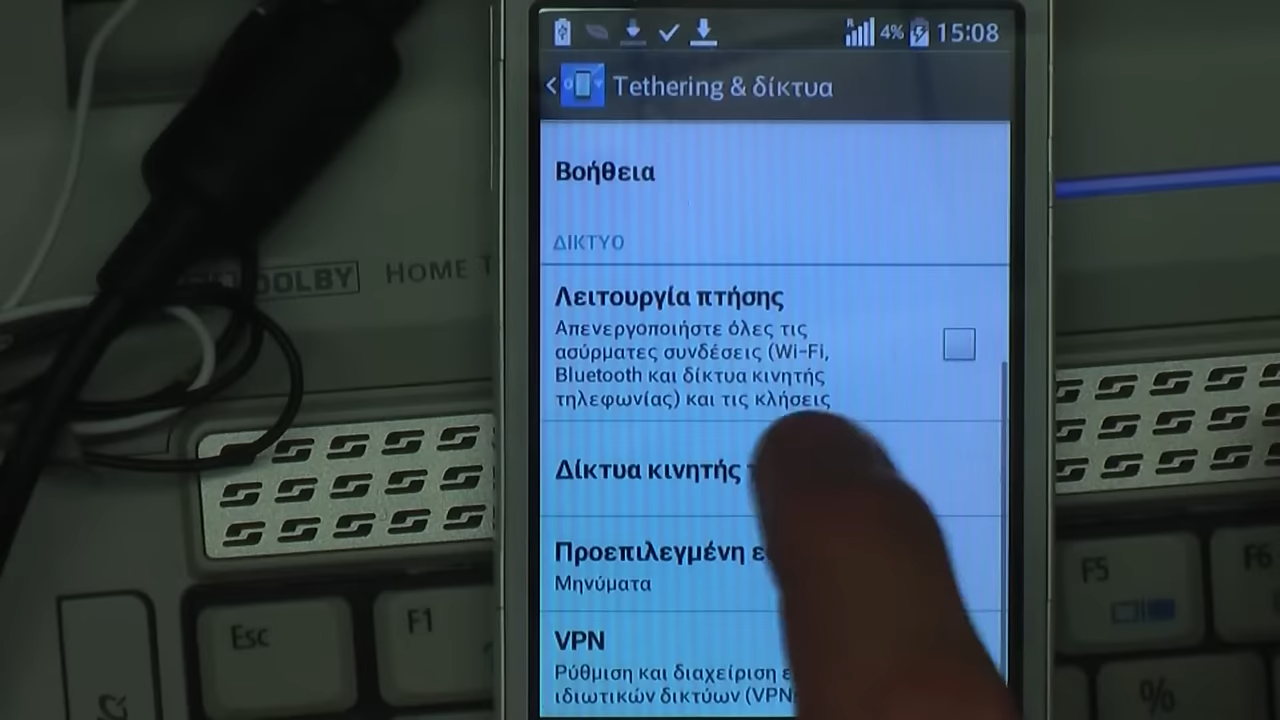 R 4% 15:08
Tethering & δίκτυα
Βοήθεια
ΔΙΚΤΥΟ
Λειτουργία πτήσης
Απενεργοποιήστε όλες τις
ασύρματες συνδέσεις (Wi-Fi,
Bluetooth και δίκτυα κινητής
τηλεφωνίας) και τις κλήσεις
Δίκτυα κινητής
Προεπιλεγμένη ε
Μηνύματα
VPN
Ρύθμιση και διαχείριση ε
ιδιωτικών δικτύων (VPN
DOLBY HOME T
Esc F1 F5 F6
%